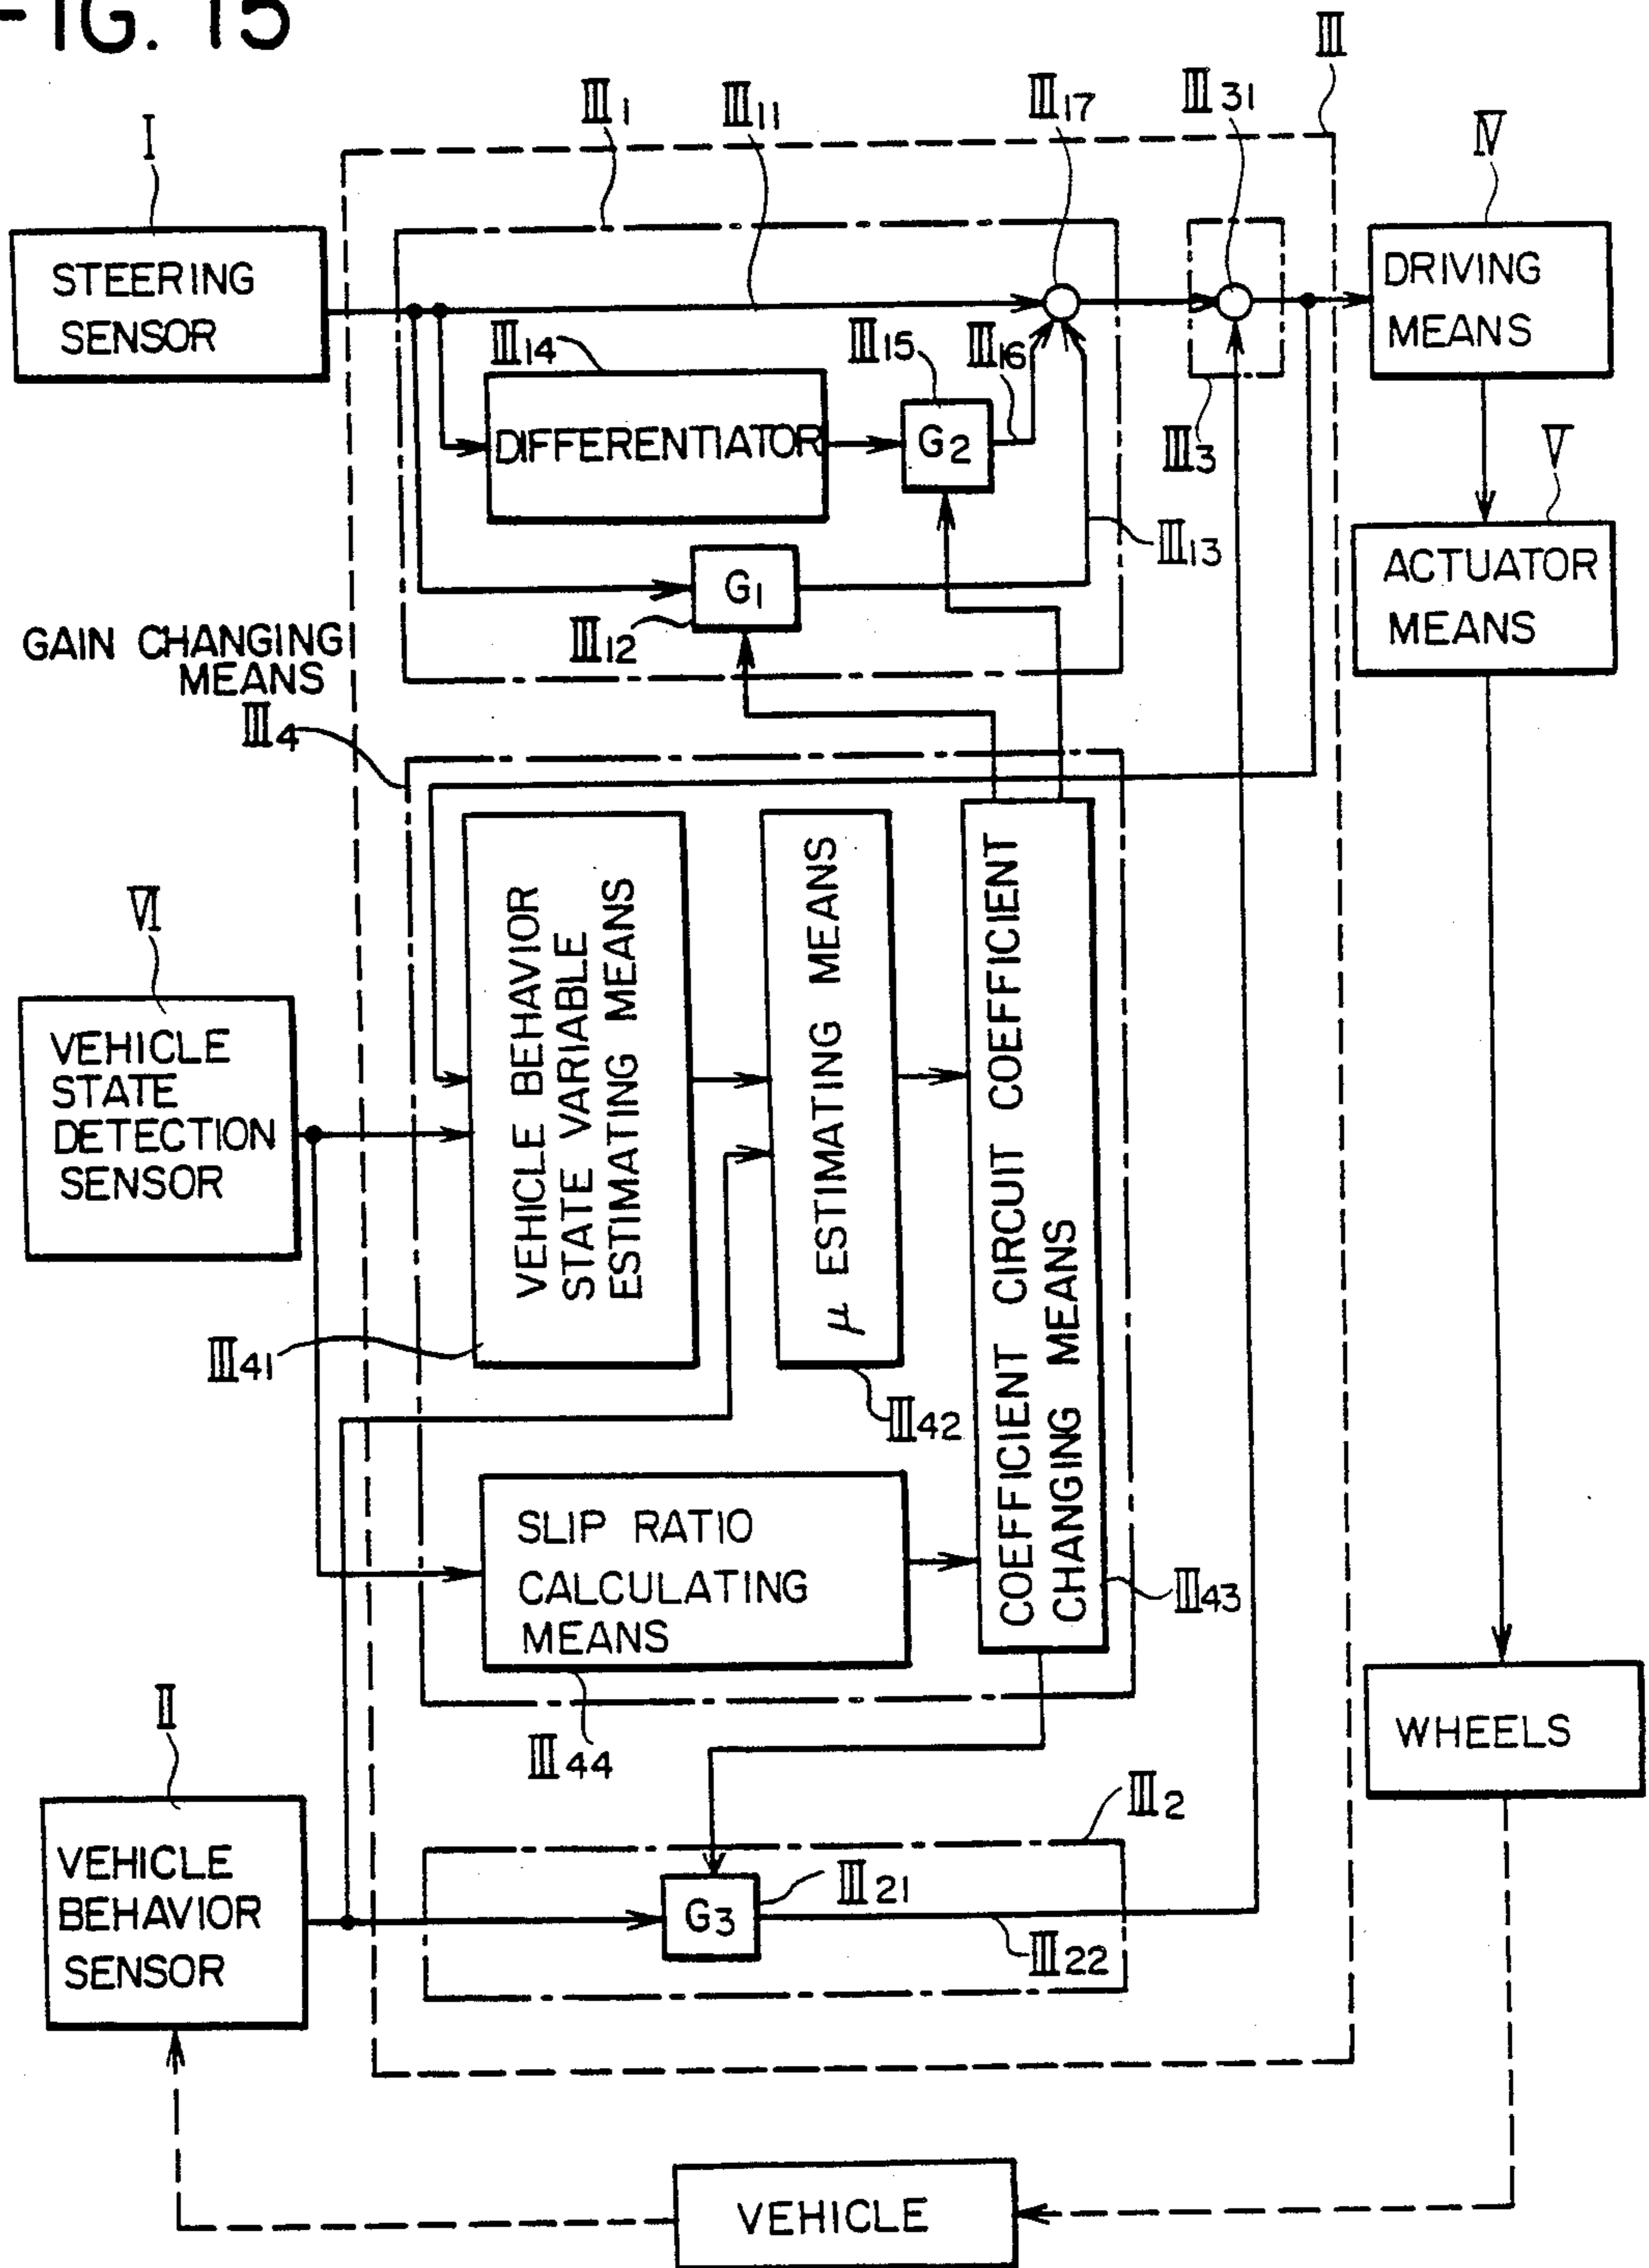 FIG. 15
III
III1
III11
III17
III31
I
IV
STEERING
SENSOR
DRIVING
MEANS
III14
III15
III16
DIFFERENTIATOR
G2
III3
V
III13
G1
ACTUATOR
MEANS
III12
GAIN CHANGING
MEANS
III4
VI
VEHICLE
STATE
DETECTION
SENSOR
VEHICLE BEHAVIOR
STATE VARIABLE
ESTIMATING MEANS
μ ESTIMATING MEANS
COEFFICIENT CIRCUIT COEFFICIENT
CHANGING MEANS
III41
III42
SLIP RATIO
CALCULATING
MEANS
III43
III44
WHEELS
II
III2
VEHICLE
BEHAVIOR
SENSOR
G3
III21
III22
VEHICLE